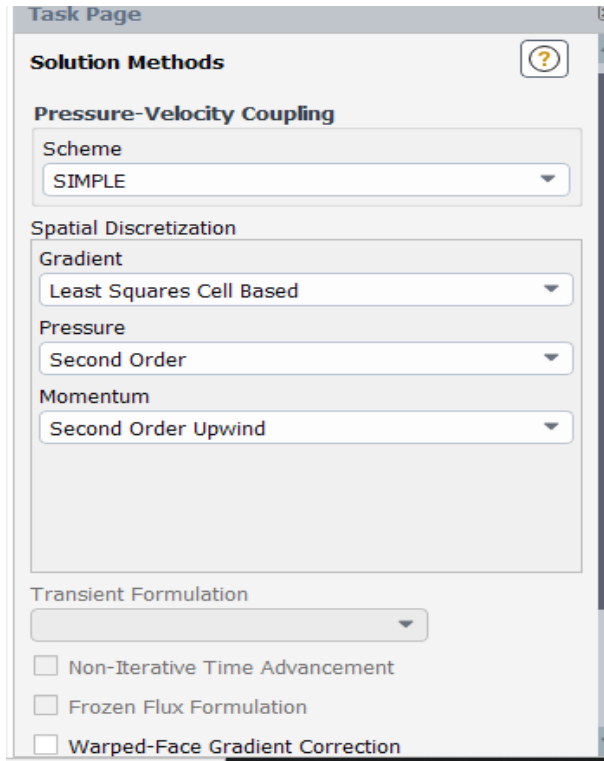 Task Page
Solution Methods
?
Pressure-Velocity Coupling
Scheme
SIMPLE
Spatial Discretization
Gradient
Least Squares Cell Based
Pressure
Second Order
Momentum
Second Order Upwind
Transient Formulation
Non-Iterative Time Advancement
Frozen Flux Formulation
Warped-Face Gradient Correction